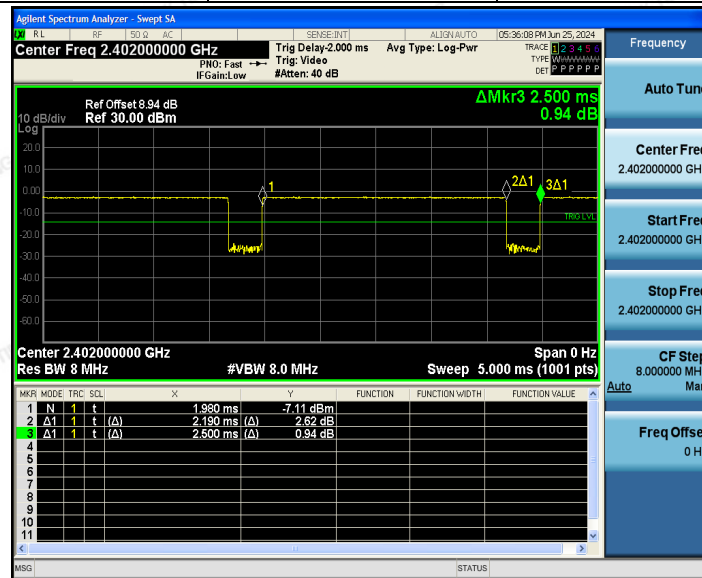 Agilent Spectrum Analyzer - Swept SA
LXI RL RF 50 Ω AC SENSE:INT ALIGN AUTO 05:36:08 PM Jun 25, 2024
Center Freq 2.402000000 GHz Trig Delay-2.000 ms Avg Type: Log-Pwr TRACE 1 2 3 4 5 6
PNO: Fast Trig: Video TYPE WWWWWW
IFGain:Low #Atten: 40 dB DET P P P P P P
Frequency
Auto Tun
Center Fre
2.402000000 GH
Start Fre
2.402000000 GH
Stop Fre
2.402000000 GH
CF Step
8.000000 MH
Auto Ma
Freq Offse
0 H
ΔMkr3 2.500 ms
Ref Offset 8.94 dB
10 dB/div Ref 30.00 dBm 0.94 dB
Log
20.0
10.0
0.00
-10.0
-20.0
-30.0
-40.0
-50.0
-60.0
1
2Δ1
3Δ1
TRIG LVL
Center 2.402000000 GHz Span 0 Hz
Res BW 8 MHz #VBW 8.0 MHz Sweep 5.000 ms (1001 pts)
MKR MODE TRC SCL X Y FUNCTION FUNCTION WIDTH FUNCTION VALUE
1 N 1 t 1.980 ms -7.11 dBm
2 Δ1 1 t (Δ) 2.190 ms (Δ) 2.62 dB
3 Δ1 1 t (Δ) 2.500 ms (Δ) 0.94 dB
4
5
6
7
8
9
10
11
MSG STATUS